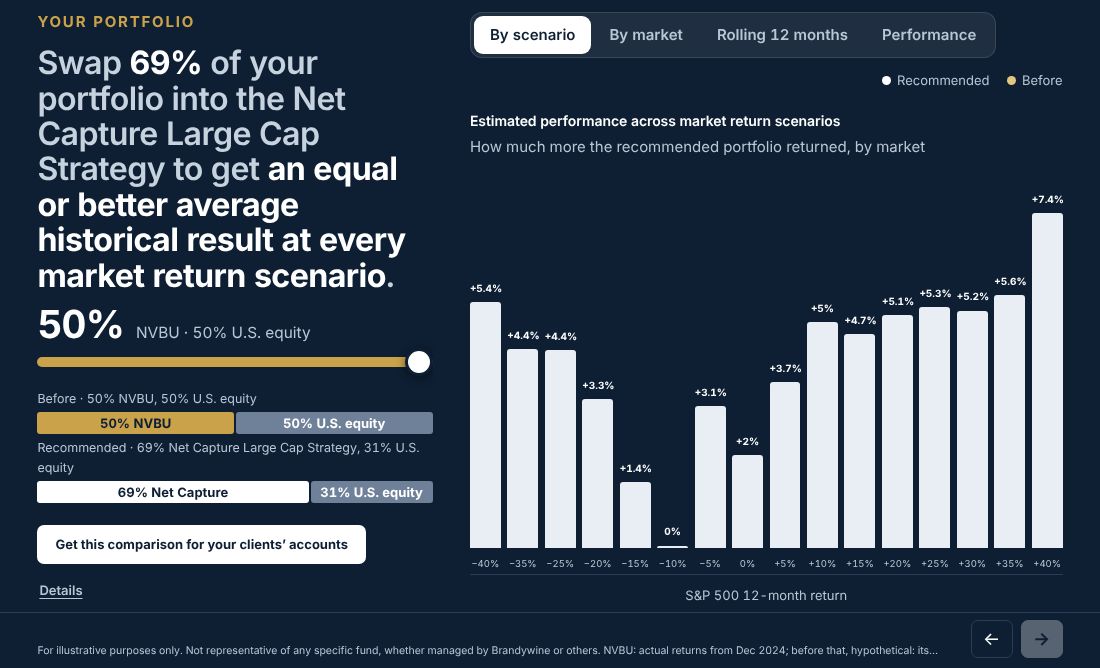 YOUR PORTFOLIO
Swap 69% of your
portfolio into the Net
Capture Large Cap
Strategy to get an equal
or better average
historical result at every
market return scenario.
50% NVBU · 50% U.S. equity
Before · 50% NVBU, 50% U.S. equity
50% NVBU 50% U.S. equity
Recommended · 69% Net Capture Large Cap Strategy, 31% U.S.
equity
69% Net Capture 31% U.S. equity
Get this comparison for your clients’ accounts
Details
By scenario By market Rolling 12 months Performance
Recommended Before
Estimated performance across market return scenarios
How much more the recommended portfolio returned, by market
+5.4% +4.4% +4.4% +3.3% +1.4% 0% +3.1% +2% +3.7% +5% +4.7% +5.1% +5.3% +5.2% +5.6% +7.4%
−40% −35% −25% −20% −15% −10% −5% 0% +5% +10% +15% +20% +25% +30% +35% +40%
S&P 500 12-month return
For illustrative purposes only. Not representative of any specific fund, whether managed by Brandywine or others. NVBU: actual returns from Dec 2024; before that, hypothetical: its...